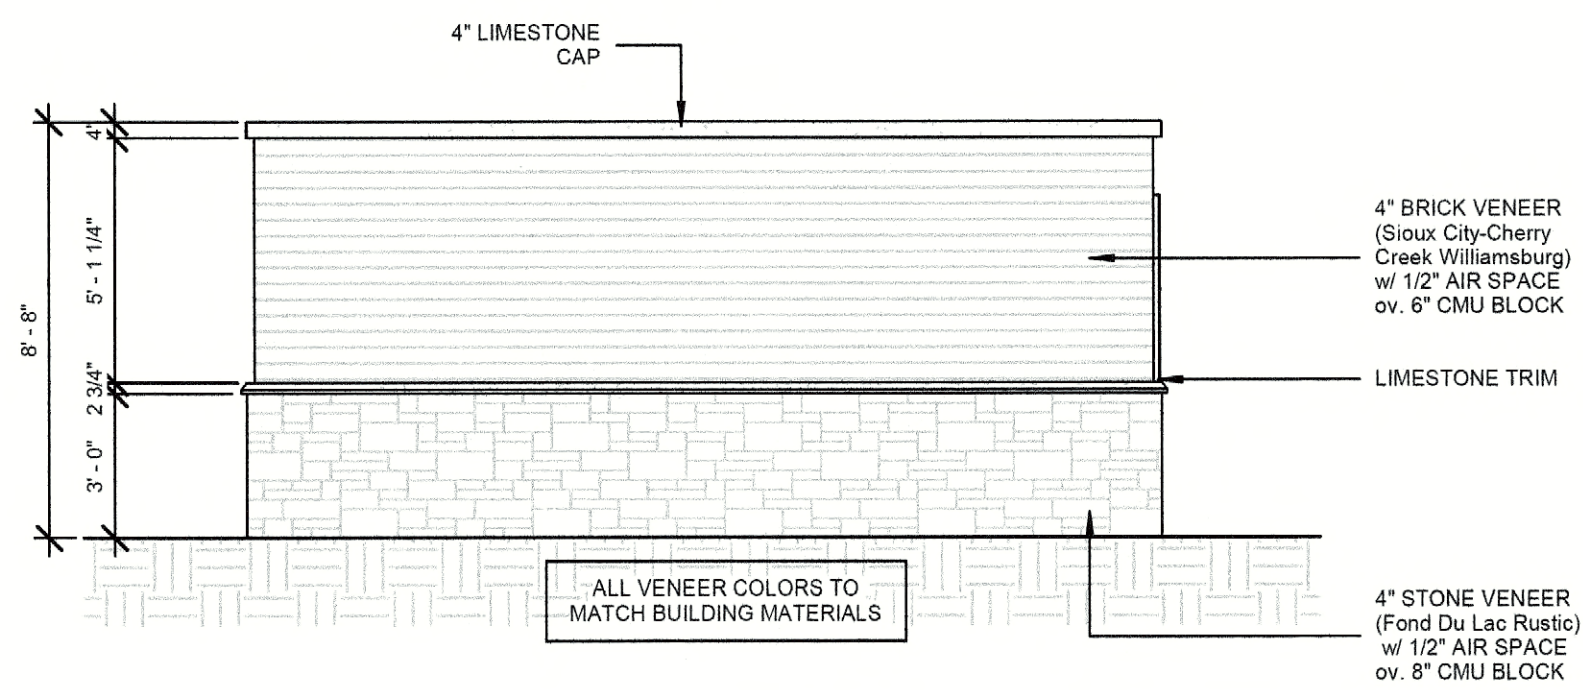 4" LIMESTONE
CAP
4"
5' - 1 1/4"
8' - 8"
2 3/4"
3' - 0"
4" BRICK VENEER
(Sioux City-Cherry
Creek Williamsburg)
w/ 1/2" AIR SPACE
ov. 6" CMU BLOCK
LIMESTONE TRIM
ALL VENEER COLORS TO
MATCH BUILDING MATERIALS
4" STONE VENEER
(Fond Du Lac Rustic)
w/ 1/2" AIR SPACE
ov. 8" CMU BLOCK